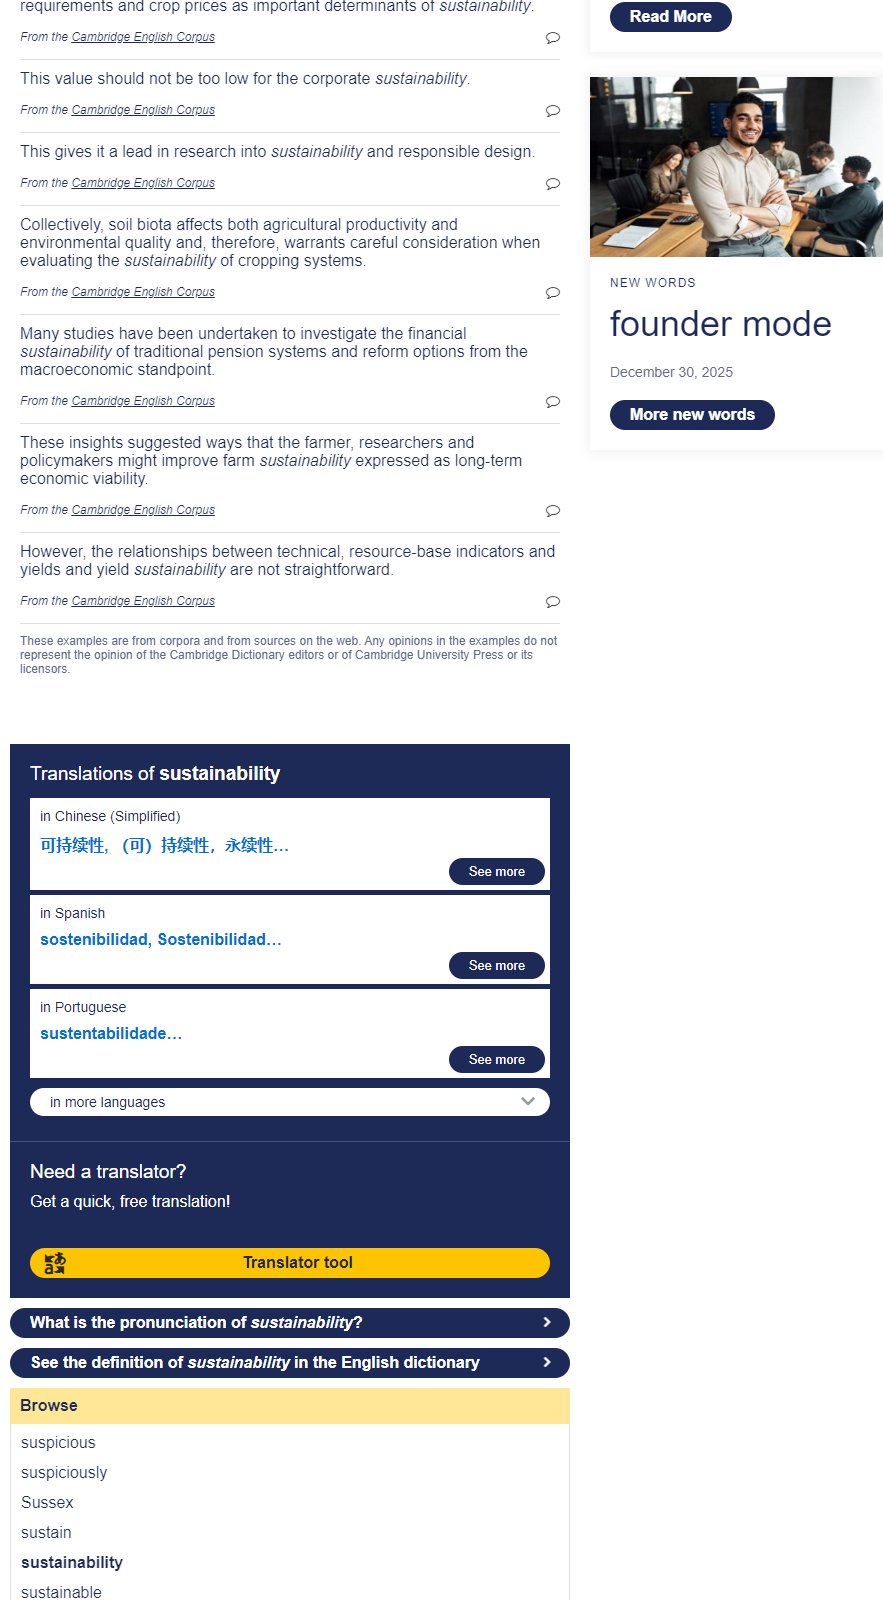 requirements and crop prices as important determinants of sustainability.
From the Cambridge English Corpus
This value should not be too low for the corporate sustainability.
From the Cambridge English Corpus
This gives it a lead in research into sustainability and responsible design.
From the Cambridge English Corpus
Collectively, soil biota affects both agricultural productivity and
environmental quality and, therefore, warrants careful consideration when
evaluating the sustainability of cropping systems.
From the Cambridge English Corpus
Many studies have been undertaken to investigate the financial
sustainability of traditional pension systems and reform options from the
macroeconomic standpoint.
From the Cambridge English Corpus
These insights suggested ways that the farmer, researchers and
policymakers might improve farm sustainability expressed as long-term
economic viability.
From the Cambridge English Corpus
However, the relationships between technical, resource-base indicators and
yields and yield sustainability are not straightforward.
From the Cambridge English Corpus
These examples are from corpora and from sources on the web. Any opinions in the examples do not
represent the opinion of the Cambridge Dictionary editors or of Cambridge University Press or its
licensors.
Translations of sustainability
in Chinese (Simplified)
可持续性, （可）持续性，永续性…
See more
in Spanish
sostenibilidad, Sostenibilidad…
See more
in Portuguese
sustentabilidade…
See more
in more languages
Need a translator?
Get a quick, free translation!
Translator tool
What is the pronunciation of sustainability?
See the definition of sustainability in the English dictionary
Browse
suspicious
suspiciously
Sussex
sustain
sustainability
sustainable
Read More
NEW WORDS
founder mode
December 30, 2025
More new words